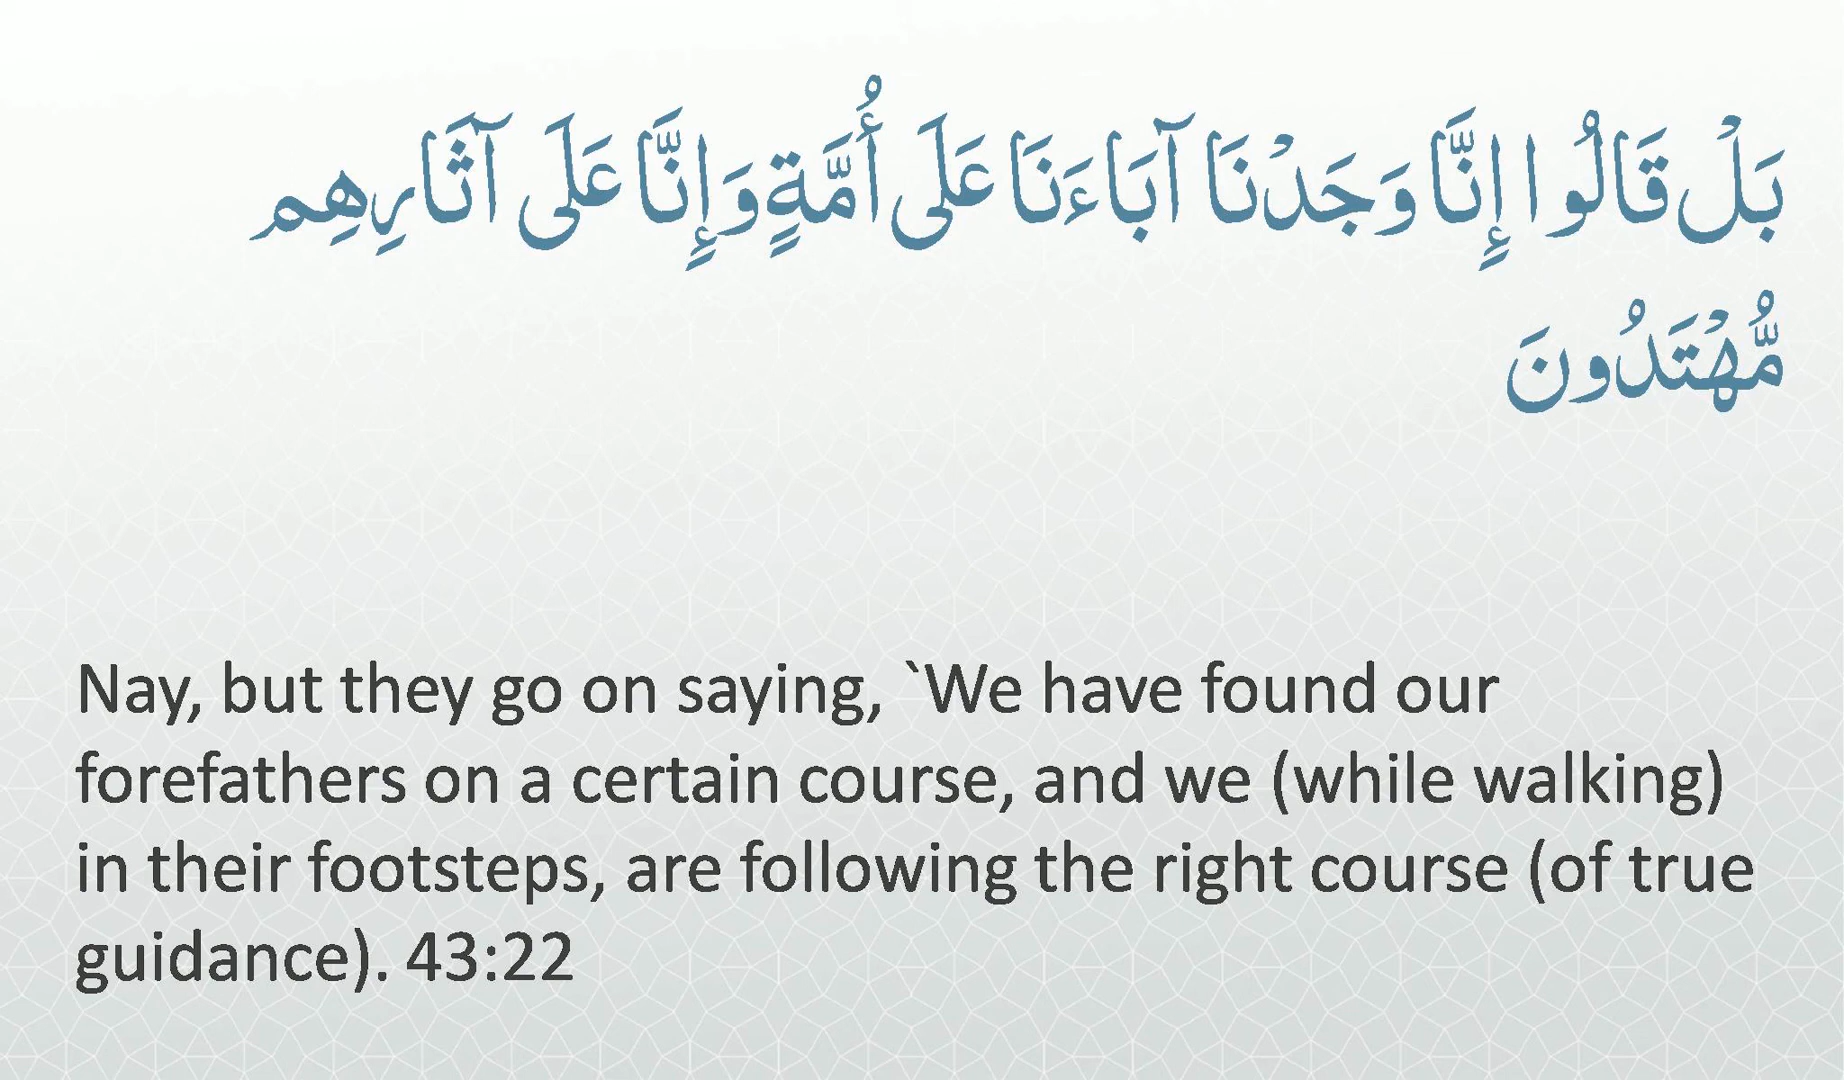 بَلْ قَالُوا إِنَّا وَجَدْنَا آبَاءَنَا عَلَى أُمَّةٍ وَإِنَّا عَلَى آثَارِهِم
مُّهْتَدُونَ
Nay, but they go on saying, `We have found our
forefathers on a certain course, and we (while walking)
in their footsteps, are following the right course (of true
guidance). 43:22